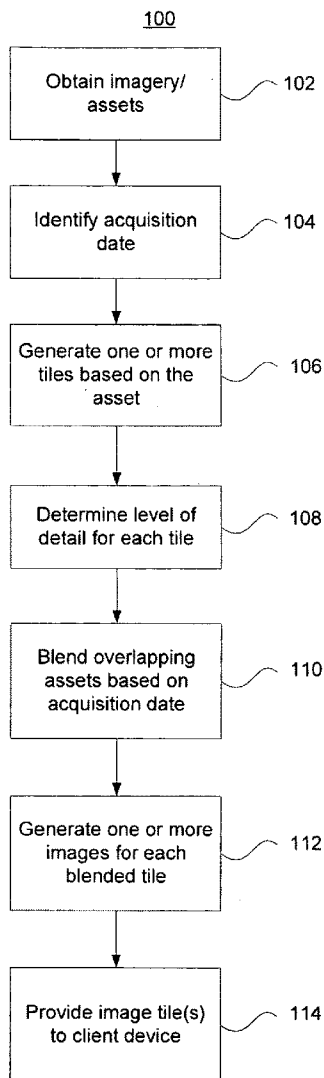 100
Obtain imagery/
assets
102
Identify acquisition
date
104
Generate one or more
tiles based on the
asset
106
Determine level of
detail for each tile
108
Blend overlapping
assets based on
acquisition date
110
Generate one or more
images for each
blended tile
112
Provide image tile(s)
to client device
114